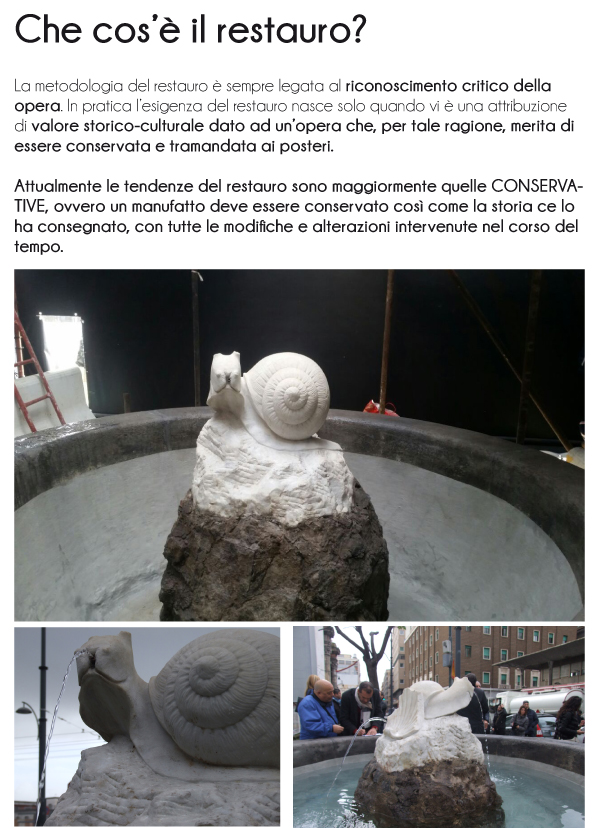 Che cos'è il restauro?
La metodologia del restauro è sempre legata al riconoscimento critico della
opera. In pratica l'esigenza del restauro nasce solo quando vi è una attribuzione
di valore storico-culturale dato ad un'opera che, per tale ragione, merita di
essere conservata e tramandata ai posteri.
Attualmente le tendenze del restauro sono maggiormente quelle CONSERVA-
TIVE, ovvero un manufatto deve essere conservato così come la storia ce lo
ha consegnato, con tutte le modifiche e alterazioni intervenute nel corso del
tempo.